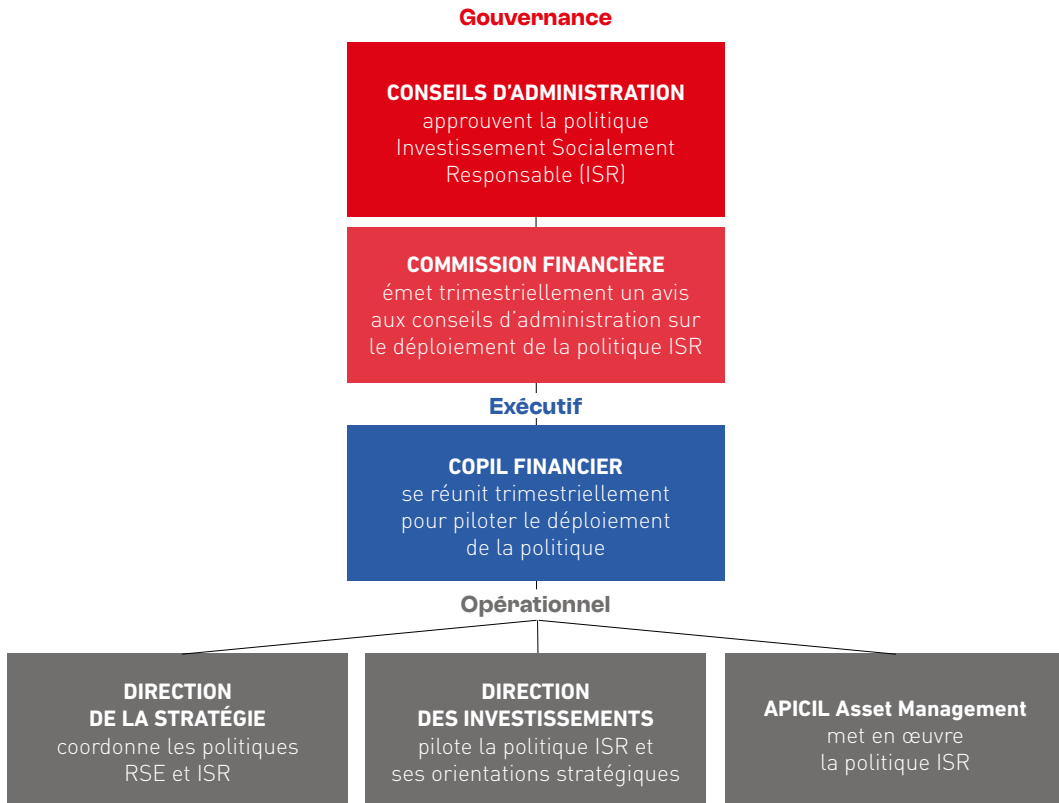 Gouvernance
CONSEILS D'ADMINISTRATION
approuvent la politique
Investissement Socialement
Responsable (ISR)
COMMISSION FINANCIÈRE
émet trimestriellement un avis
aux conseils d'administration sur
le déploiement de la politique ISR
Exécutif
COPIL FINANCIER
se réunit trimestriellement
pour piloter le déploiement
de la politique
Opérationnel
DIRECTION
DE LA STRATÉGIE
coordonne les politiques
RSE et ISR
DIRECTION
DES INVESTISSEMENTS
pilote la politique ISR et
ses orientations stratégiques
APICIL Asset Management
met en œuvre
la politique ISR